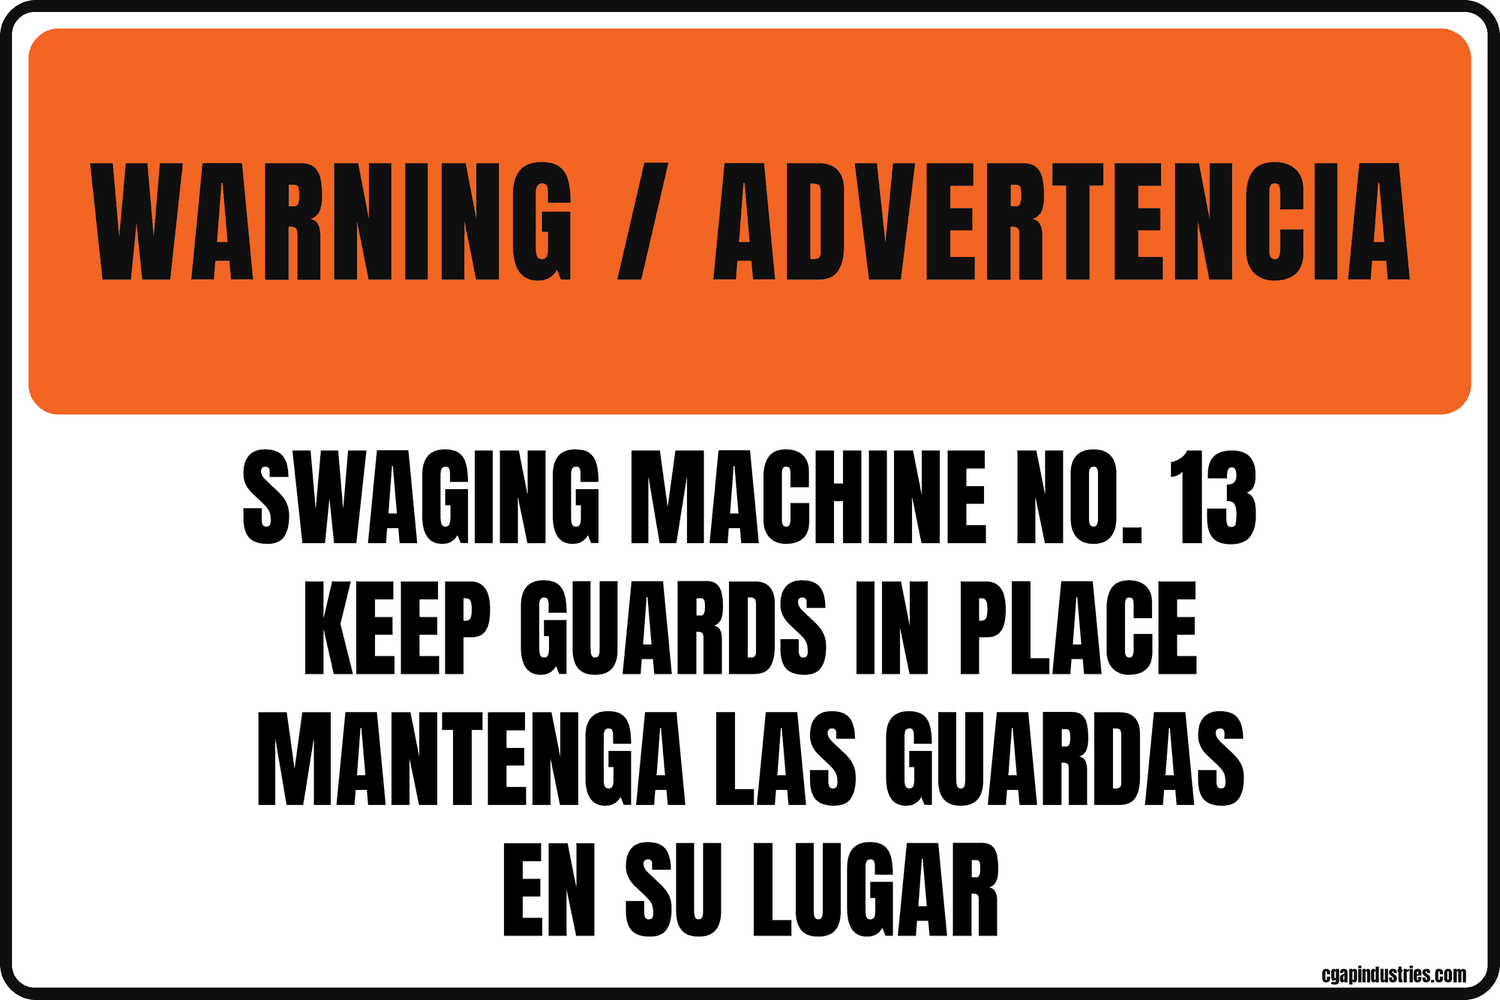 WARNING / ADVERTENCIA
SWAGING MACHINE NO. 13
KEEP GUARDS IN PLACE
MANTENGA LAS GUARDAS
EN SU LUGAR
cgapindustries.com